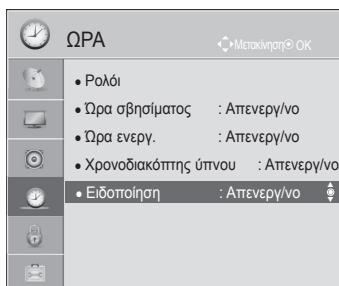 ΩΡΑ Μετακίνηση OK
• Ρολόι
• Ώρα σβησίματος : Απενεργ/νο
• Ώρα ενεργ. : Απενεργ/νο
• Χρονοδιακόπτης ύπνου : Απενεργ/νο
• Ειδοποίηση : Απενεργ/νο